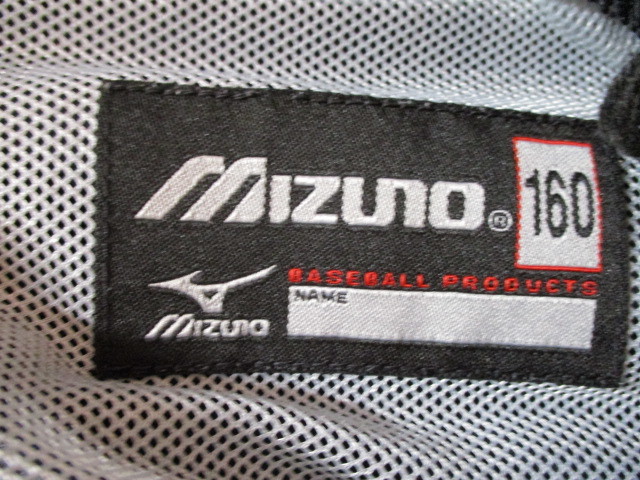 MIZUNO® 160
BASEBALL PRODUCTS
NAME
MIZUNO